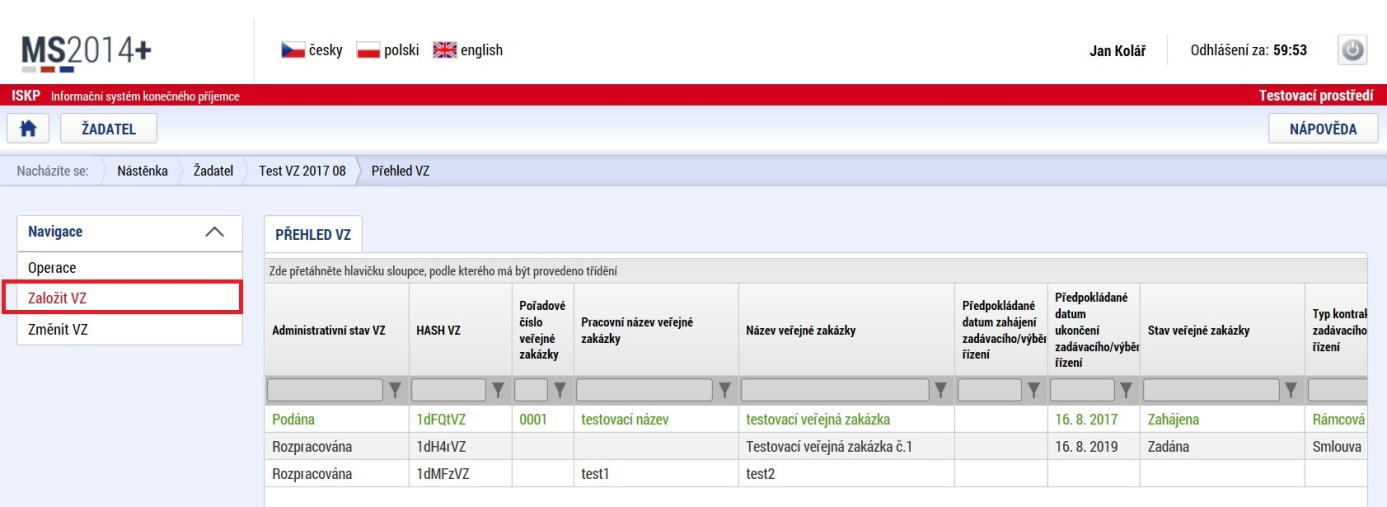 MS2014+
česky polski english
Jan Kolář Odhlášení za: 59:53
ISKP Informační systém konečného příjemce Testovací prostředí
ŽADATEL NÁPOVĚDA
Nacházíte se: Nástěnka Žadatel Test VZ 2017 08 Přehled VZ
Navigace
Operace
Založit VZ
Změnit VZ
PŘEHLED VZ
Zde přetáhněte hlavičku sloupce, podle kterého má být provedeno třídění
Administrativní stav VZ
HASH VZ
Pořadové
číslo
veřejné
zakázky
Pracovní název veřejné
zakázky
Název veřejné zakázky
Předpokládané
datum zahájení
zadávacího/výběr
řízení
Předpokládané
datum
ukončení
zadávacího/výběr
řízení
Stav veřejné zakázky
Typ kontrak
zadávacího
řízení
Podána 1dFQtVZ 0001 testovací název testovací veřejná zakázka 16. 8. 2017 Zahájena Rámcová
Rozpracována 1dH4rVZ Testovací veřejná zakázka č.1 16. 8. 2019 Zadána Smlouva
Rozpracována 1dMFzVZ test1 test2